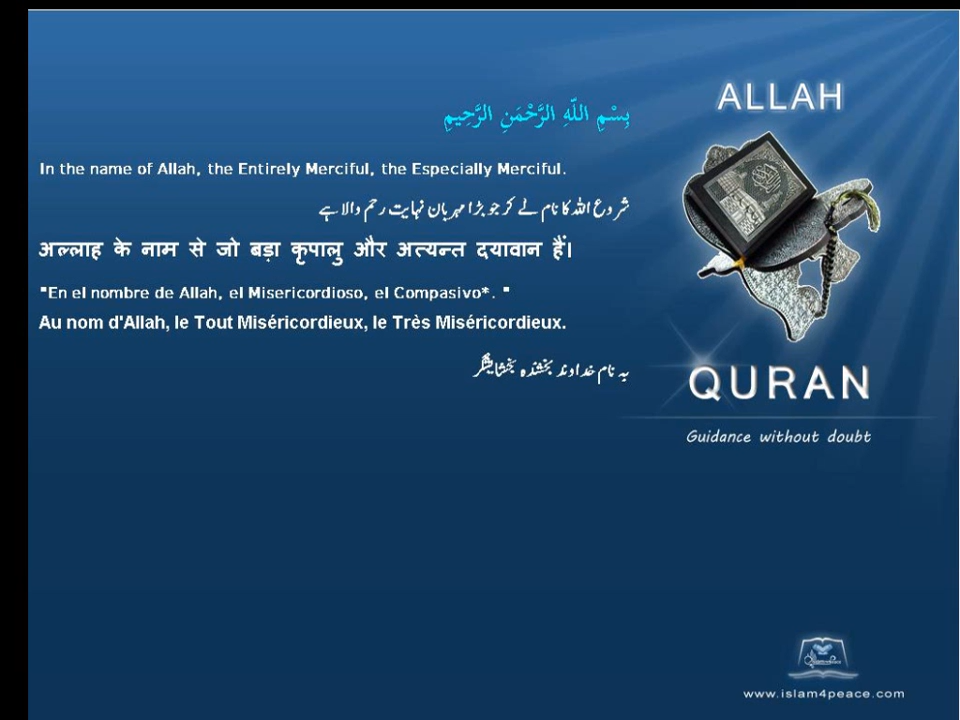 بِسْمِ اللَّهِ الرَّحْمَنِ الرَّحِيمِ
In the name of Allah, the Entirely Merciful, the Especially Merciful.
شروع الله کا نام لے کر جو بڑا مہربان نہایت رحم والا ہے
अल्लाह के नाम से जो बड़ा कृपालु और अत्यन्त दयावान हैं।
"En el nombre de Allah, el Misericordioso, el Compasivo*. "
Au nom d'Allah, le Tout Miséricordieux, le Très Miséricordieux.
به نام خداوند بخشنده بخشایشگر
ALLAH
QURAN
Guidance without doubt
www.islam4peace.com